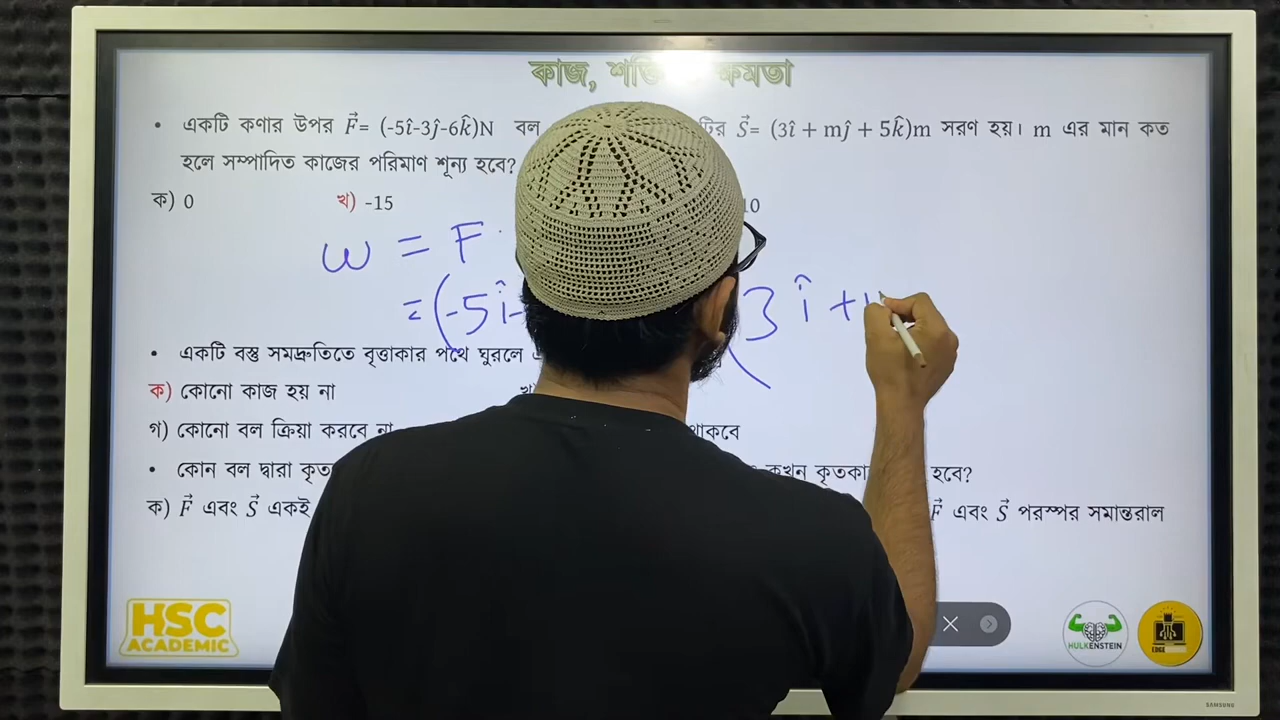 কাজ, শক্তি ক্ষমতা
• একটি কণার উপর F⃗= (-5î-3ĵ-6k̂)N বল S⃗= (3î + mĵ + 5k̂)m সরণ হয়। m এর মান কত
হলে সম্পাদিত কাজের পরিমাণ শূন্য হবে?
ক) 0 খ) -15 10
W = F ·
= (-5î- (3î +
• একটি বস্তু সমদ্রুতিতে বৃত্তাকার পথে ঘুরলে
ক) কোনো কাজ হয় না
গ) কোনো বল ক্রিয়া করবে না থাকবে
• কোন বল দ্বারা কখন হবে?
ক) F⃗ এবং S⃗ একই F⃗ এবং S⃗ পরস্পর সমান্তরাল
HSC
ACADEMIC
HULKENSTEIN
EDGE
SAMSUNG